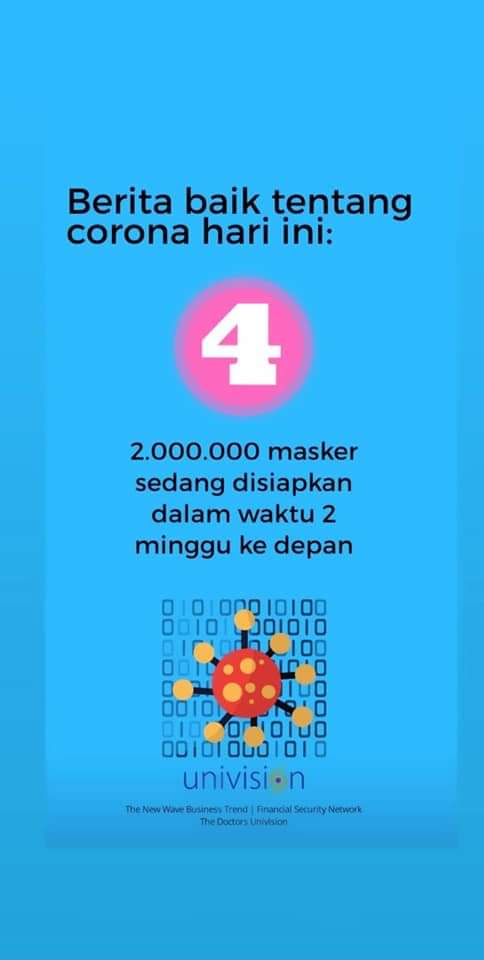 Berita baik tentang
corona hari ini:
4
2.000.000 masker
sedang disiapkan
dalam waktu 2
minggu ke depan
univision
The New Wave Business Trend | Financial Security Network
The Doctors Univision